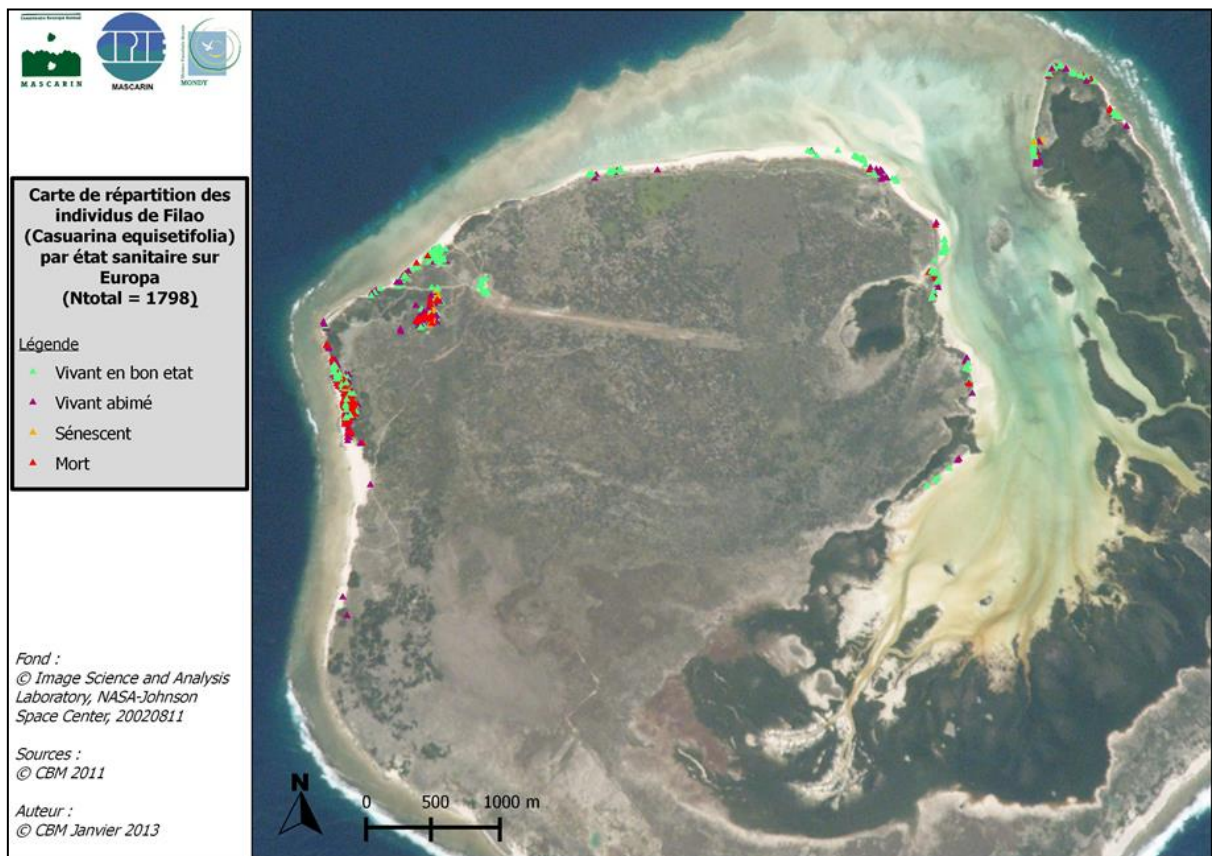 MASCARIN
CPIE
MASCARIN
MONDY
Carte de répartition des
individus de Filao
(Casuarina equisetifolia)
par état sanitaire sur
Europa
(Ntotal = 1798)
Légende
Vivant en bon etat
Vivant abimé
Sénescent
Mort
Fond :
© Image Science and Analysis
Laboratory, NASA-Johnson
Space Center, 20020811
Sources :
© CBM 2011
Auteur :
© CBM Janvier 2013
N
0 500 1000 m